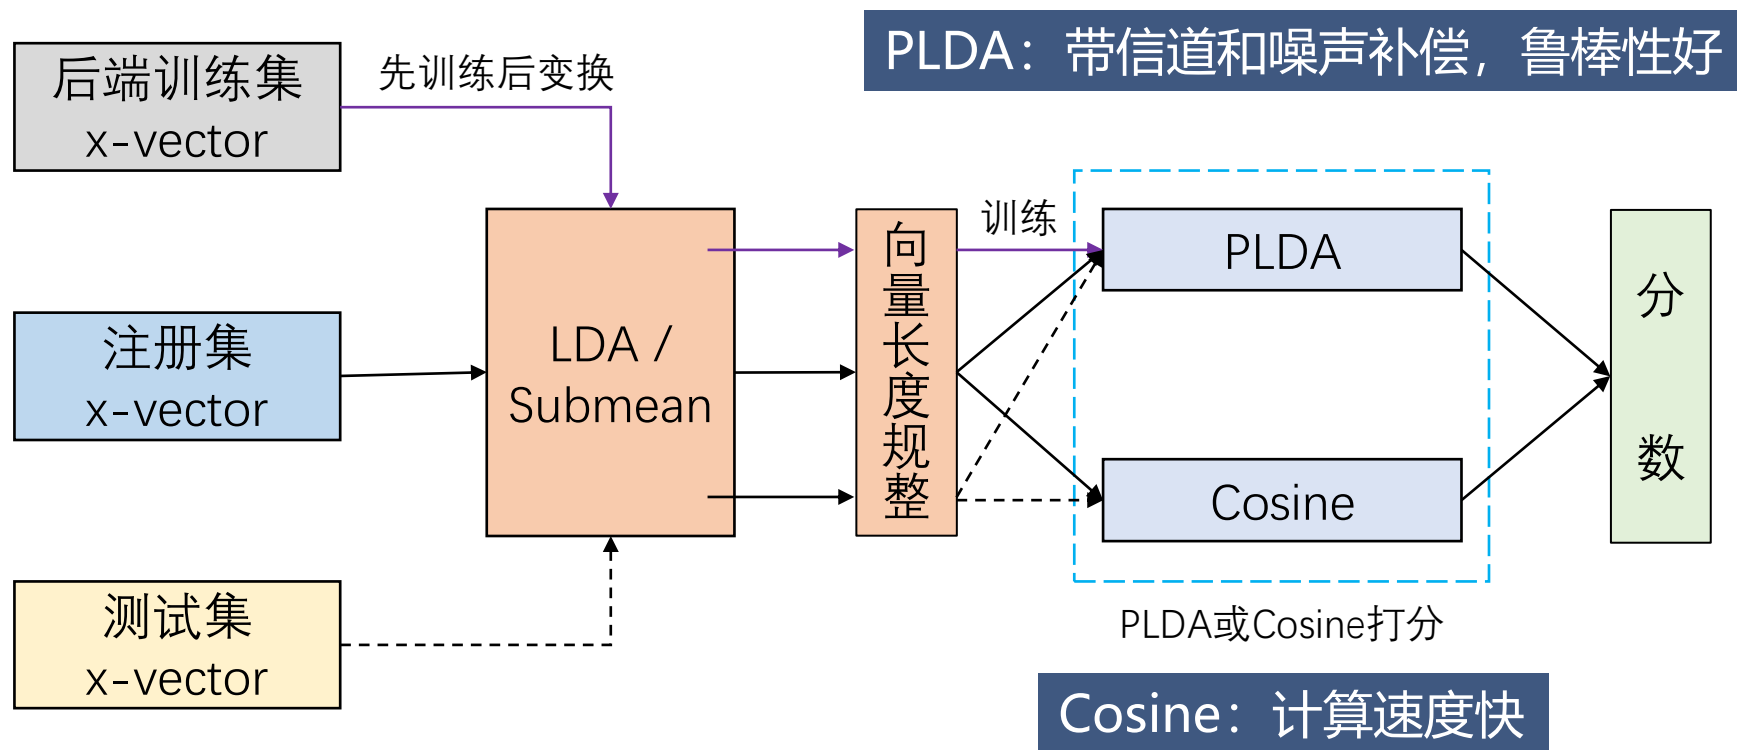 PLDA：带信道和噪声补偿，鲁棒性好
后端训练集
x-vector
先训练后变换
注册集
x-vector
测试集
x-vector
LDA /
Submean
向
量
长
度
规
整
训练
PLDA
Cosine
分
数
PLDA或Cosine打分
Cosine：计算速度快